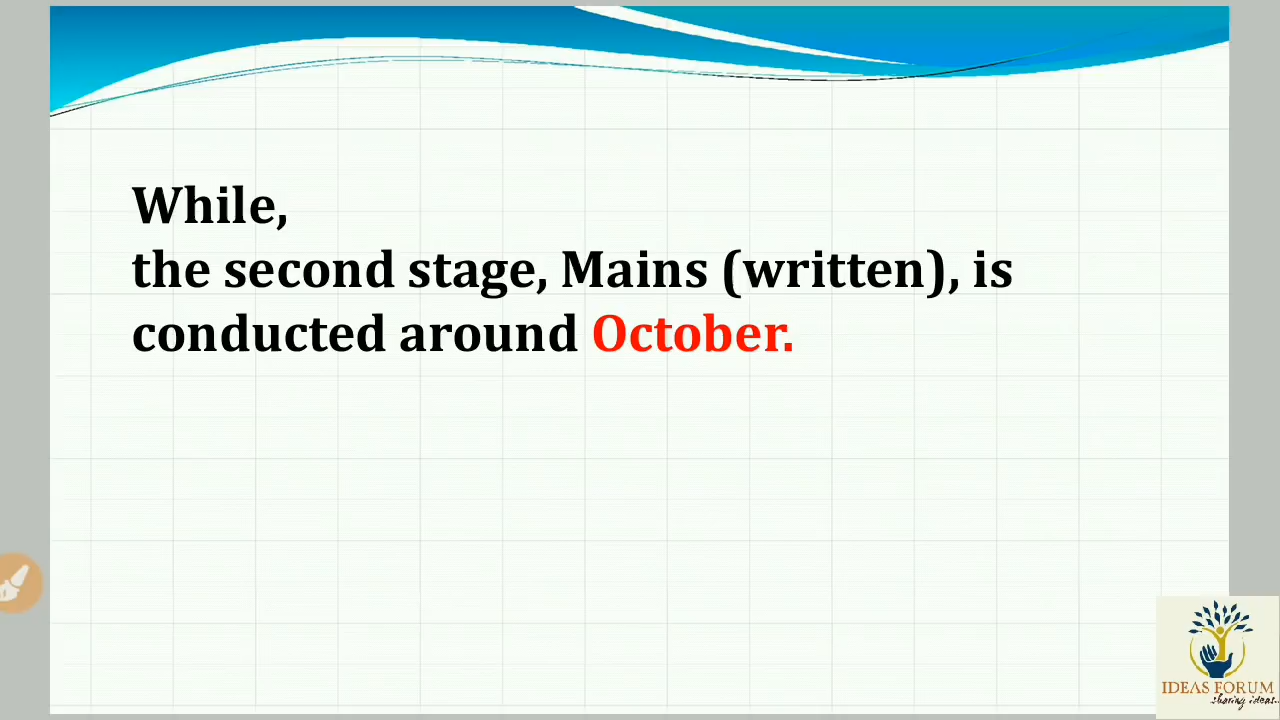 While,
the second stage, Mains (written), is
conducted around October.
IDEAS FORUM
sharing ideas